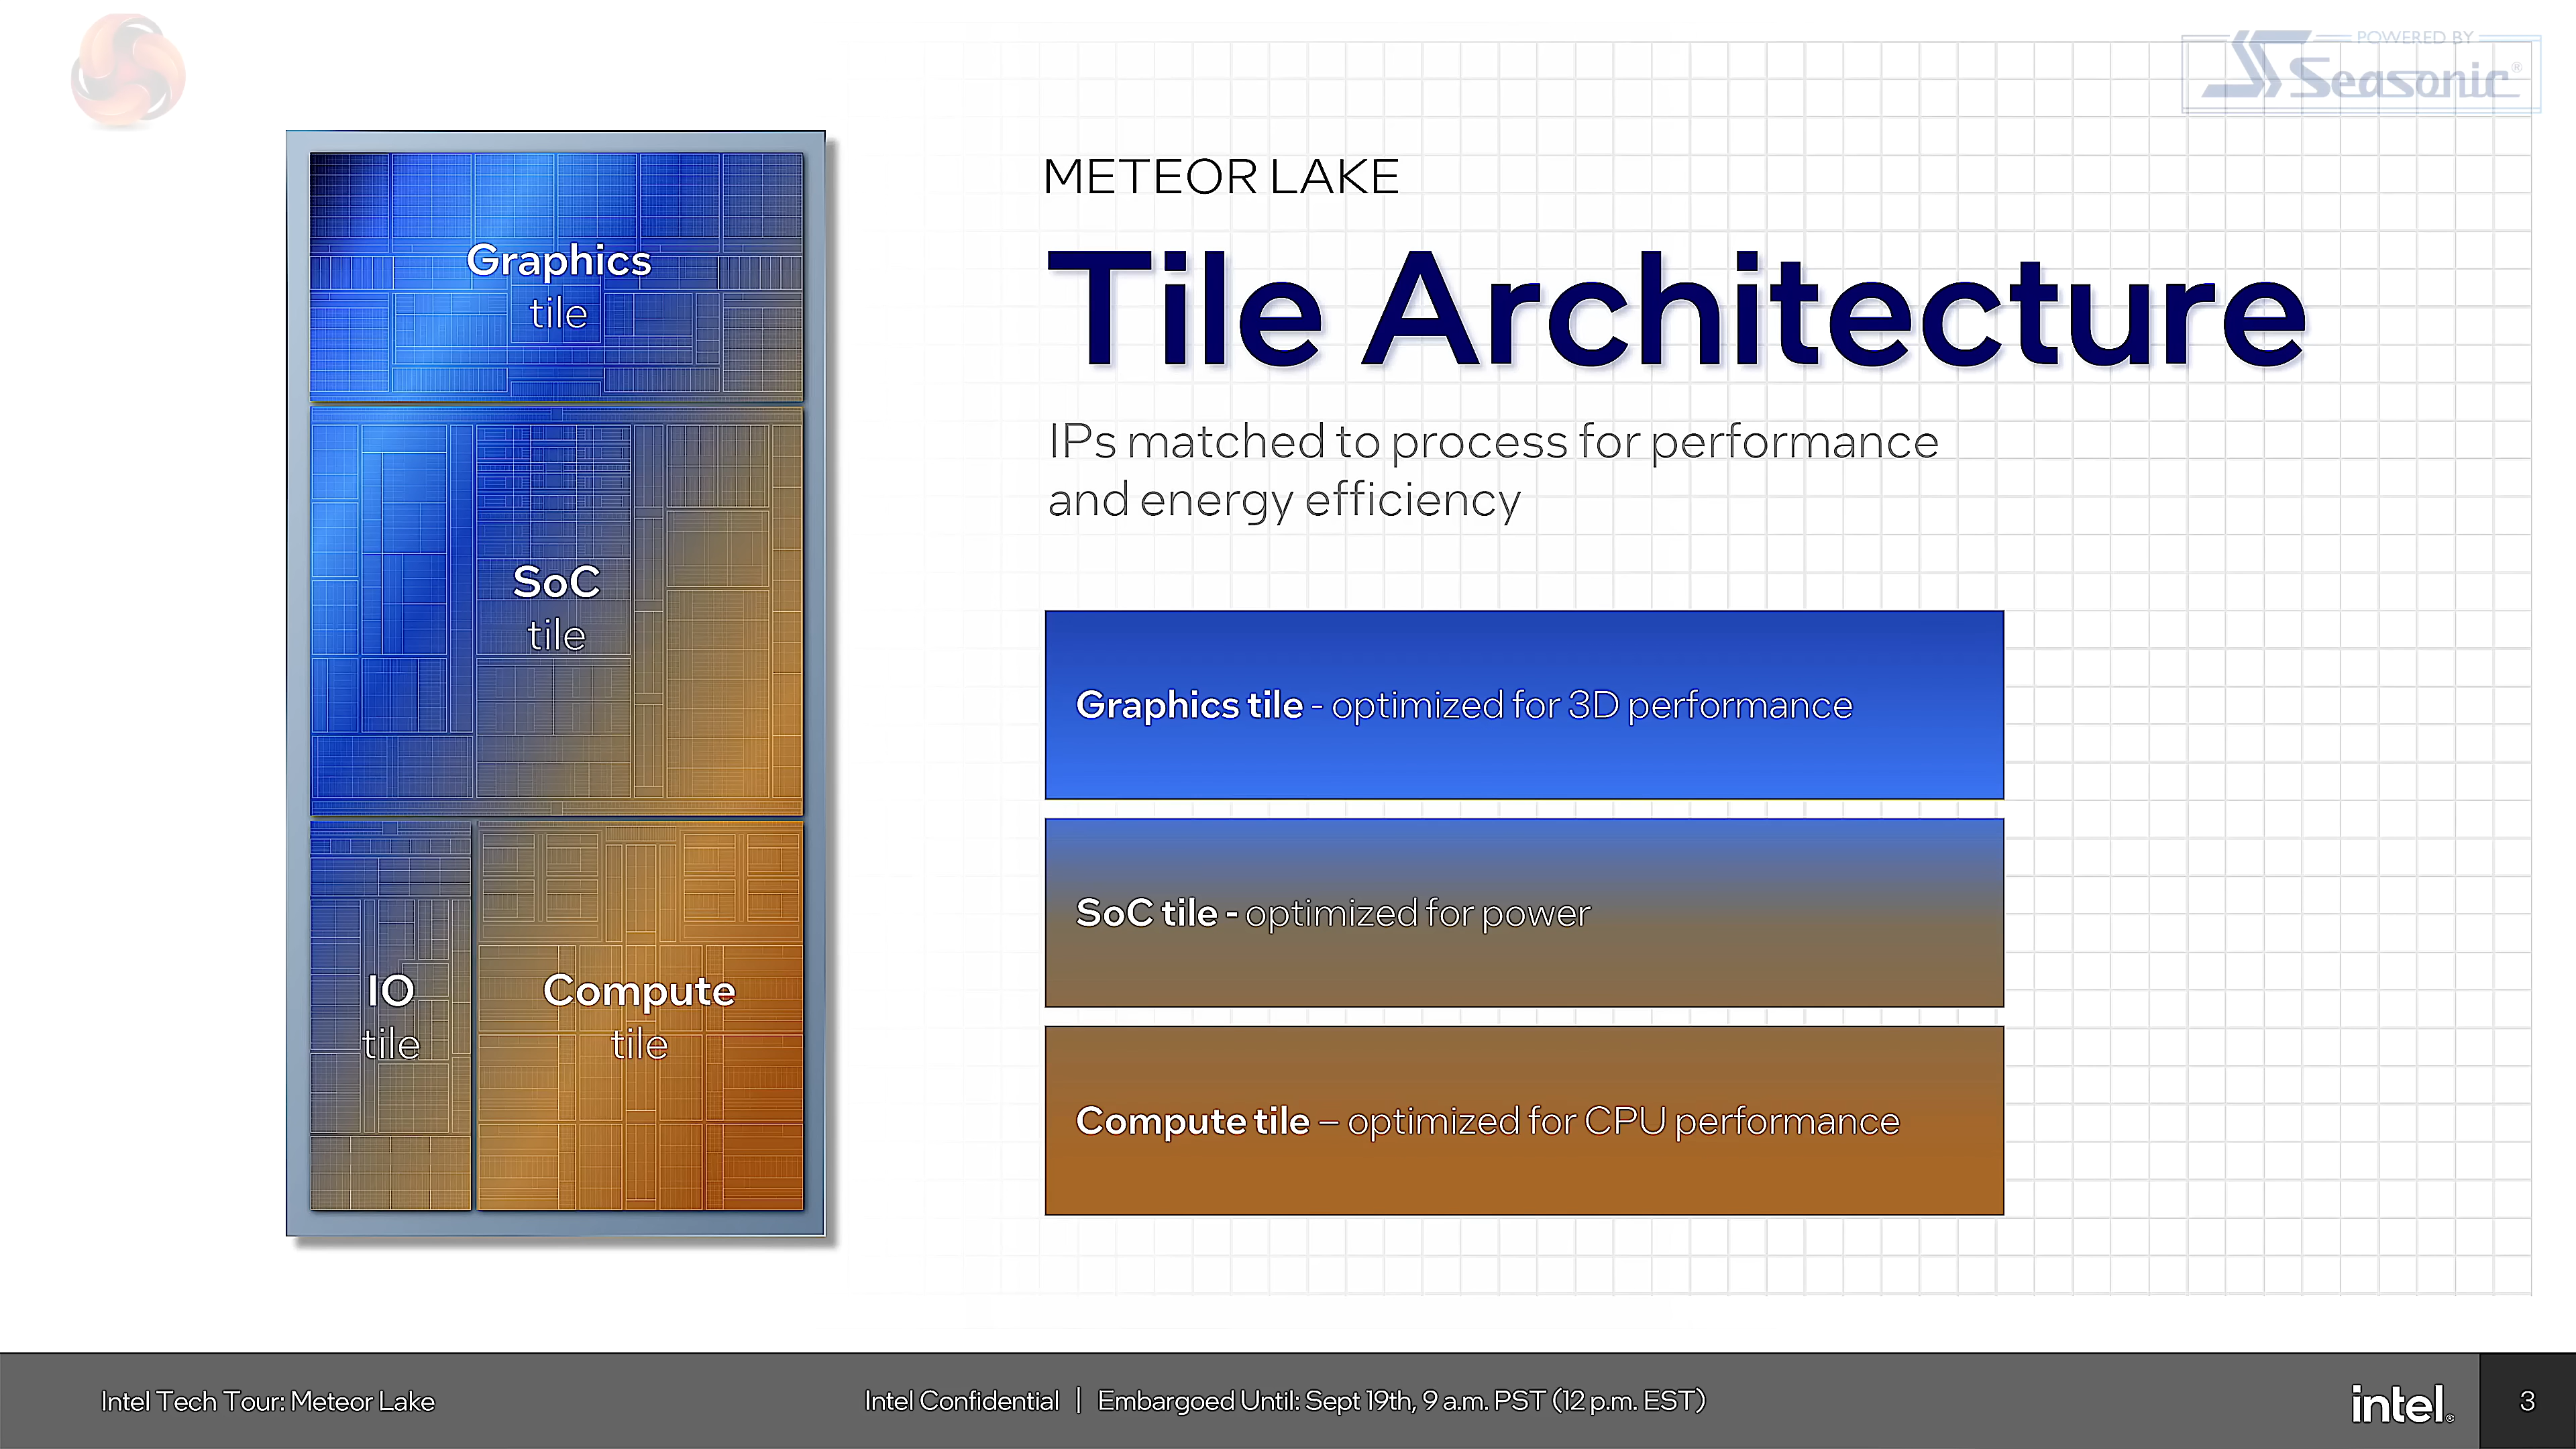 POWERED BY
Seasonic®
METEOR LAKE
Tile Architecture
IPs matched to process for performance
and energy efficiency
Graphics
tile
SoC
tile
IO
tile
Compute
tile
Graphics tile - optimized for 3D performance
SoC tile - optimized for power
Compute tile – optimized for CPU performance
Intel Tech Tour: Meteor Lake
Intel Confidential | Embargoed Until: Sept 19th, 9 a.m. PST (12 p.m. EST)
intel®
3